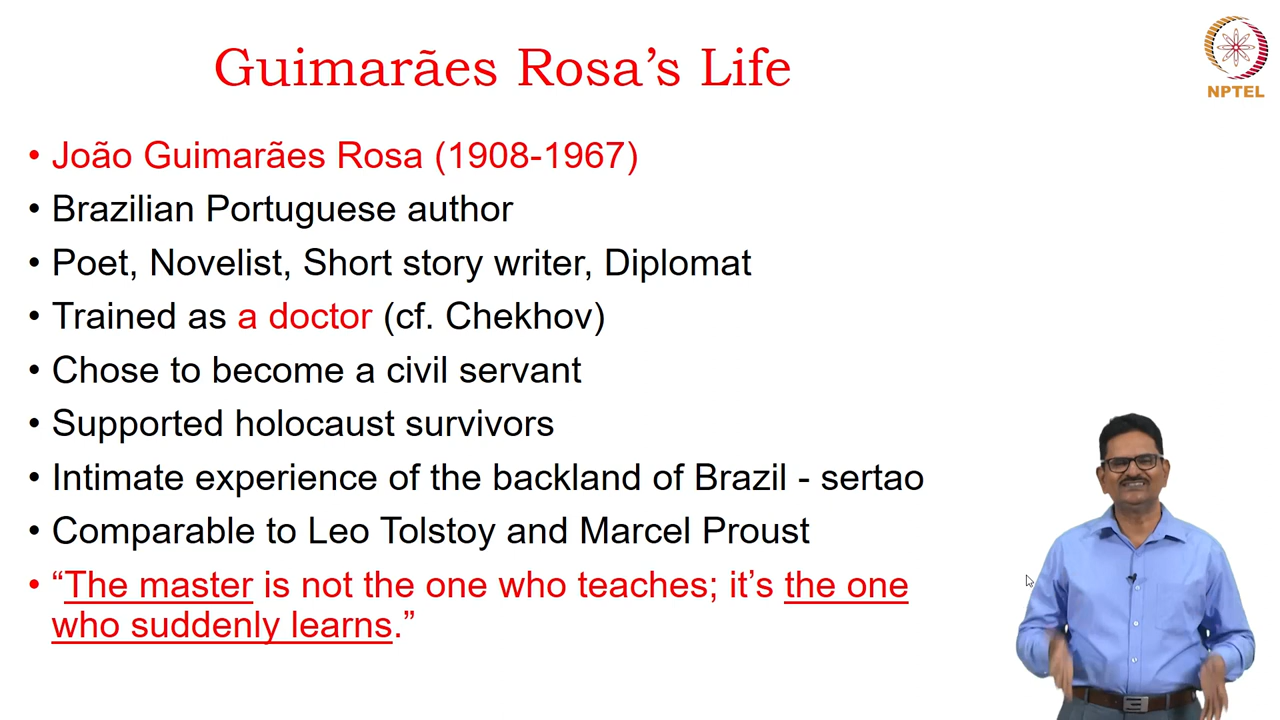 Guimarães Rosa’s Life
NPTEL
• João Guimarães Rosa (1908-1967)
• Brazilian Portuguese author
• Poet, Novelist, Short story writer, Diplomat
• Trained as a doctor (cf. Chekhov)
• Chose to become a civil servant
• Supported holocaust survivors
• Intimate experience of the backland of Brazil - sertao
• Comparable to Leo Tolstoy and Marcel Proust
• “The master is not the one who teaches; it’s the one
who suddenly learns.”